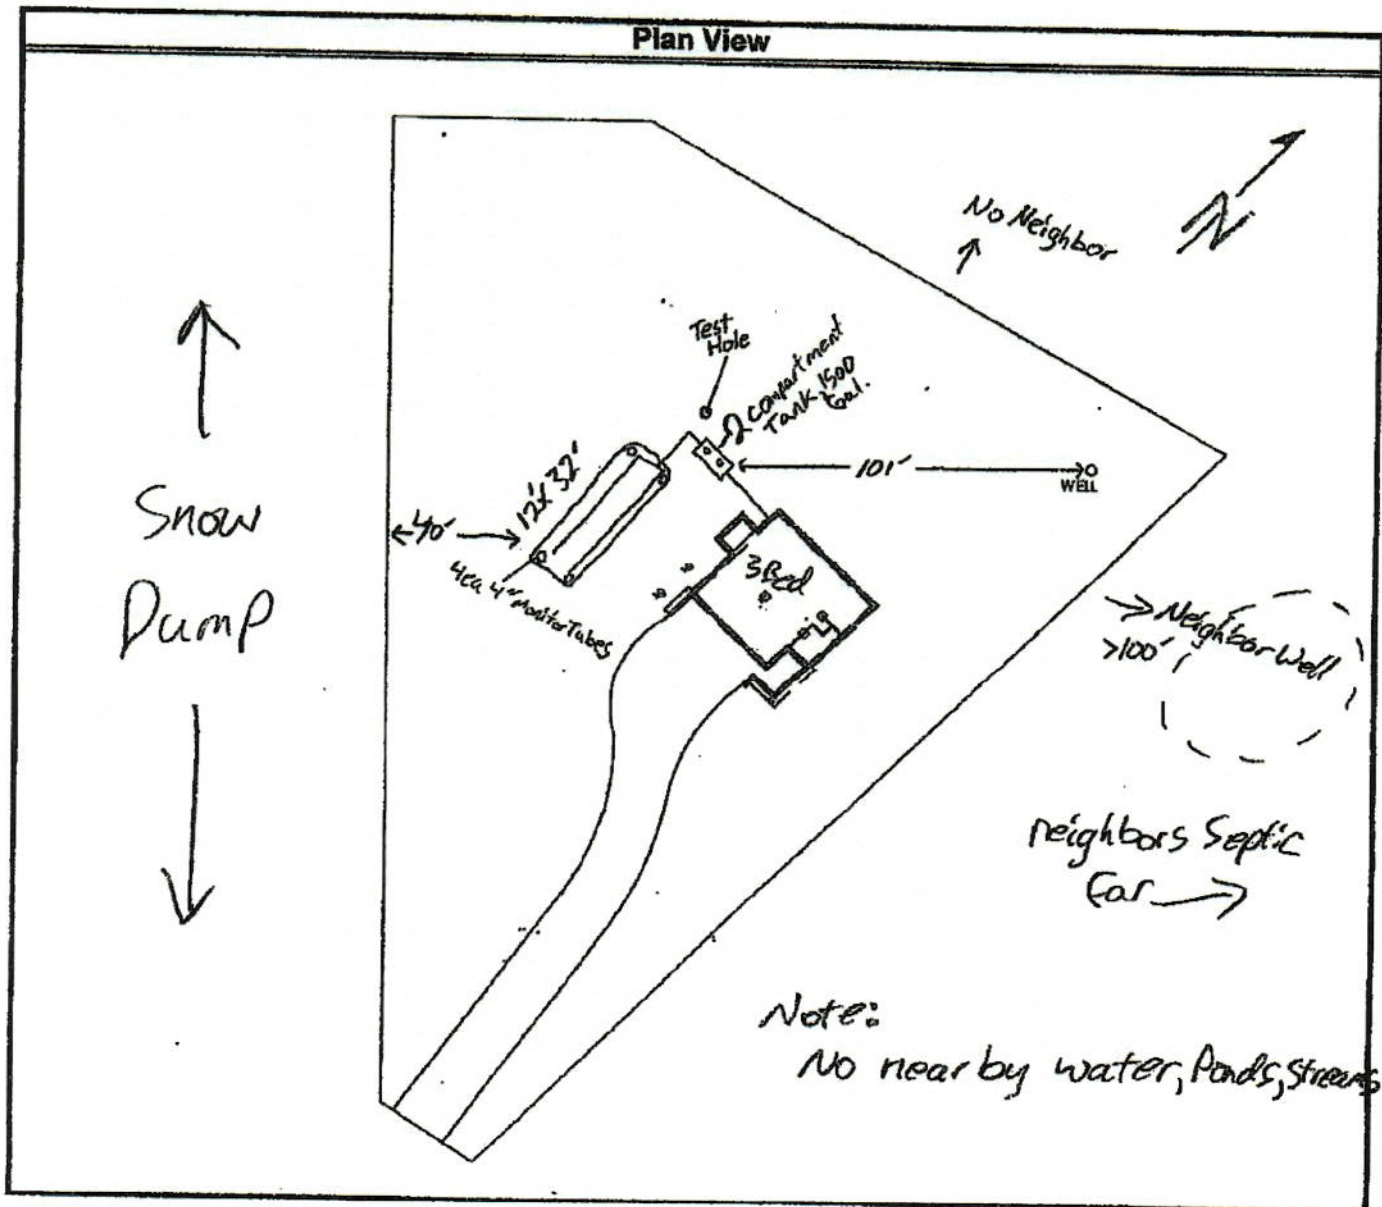 Plan View
N
No Neighbor
Test
Hole
2 compartment
Tank 1500
Gal.
12'x 32'
101'
WELL
40'
3 Bed
4ea 4" Monitor Tubes
Snow
Dump
Neighbor Well
>100'
neighbors Septic
Far
Note:
No near by water, Ponds, Streams